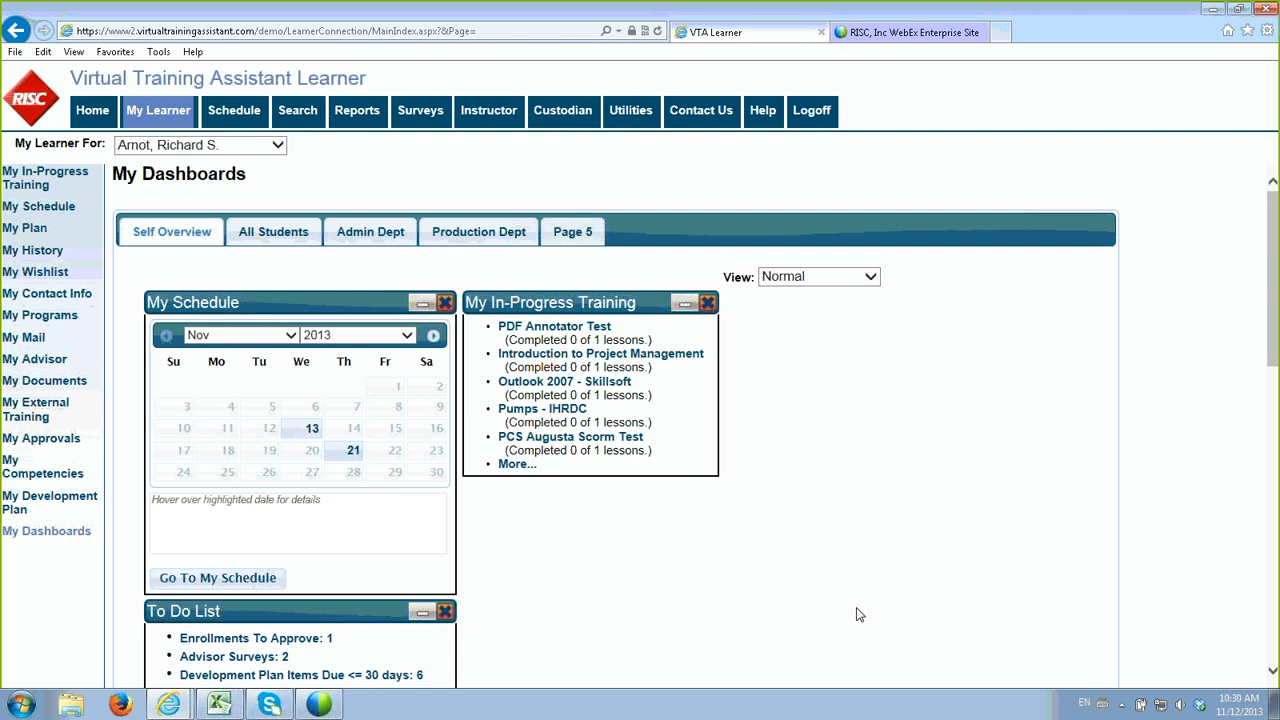 https://www2.virtualtrainingassistant.com/demo/LearnerConnection/MainIndex.aspx?&Page=
VTA Learner
RISC, Inc WebEx Enterprise Site
File Edit View Favorites Tools Help
RISC
Virtual Training Assistant Learner
Home My Learner Schedule Search Reports Surveys Instructor Custodian Utilities Contact Us Help Logoff
My Learner For: Arnot, Richard S.
My In-Progress
Training
My Schedule
My Plan
My History
My Wishlist
My Contact Info
My Programs
My Mail
My Advisor
My Documents
My External
Training
My Approvals
My
Competencies
My Development
Plan
My Dashboards
My Dashboards
Self Overview All Students Admin Dept Production Dept Page 5
View: Normal
My Schedule
Nov 2013
Su Mo Tu We Th Fr Sa
1 2
3 4 5 6 7 8 9
10 11 12 13 14 15 16
17 18 19 20 21 22 23
24 25 26 27 28 29 30
Hover over highlighted date for details
Go To My Schedule
My In-Progress Training
• PDF Annotator Test
(Completed 0 of 1 lessons.)
• Introduction to Project Management
(Completed 0 of 1 lessons.)
• Outlook 2007 - Skillsoft
(Completed 0 of 1 lessons.)
• Pumps - IHRDC
(Completed 0 of 1 lessons.)
• PCS Augusta Scorm Test
(Completed 0 of 1 lessons.)
• More...
To Do List
• Enrollments To Approve: 1
• Advisor Surveys: 2
• Development Plan Items Due <= 30 days: 6
EN
10:30 AM
11/12/2013